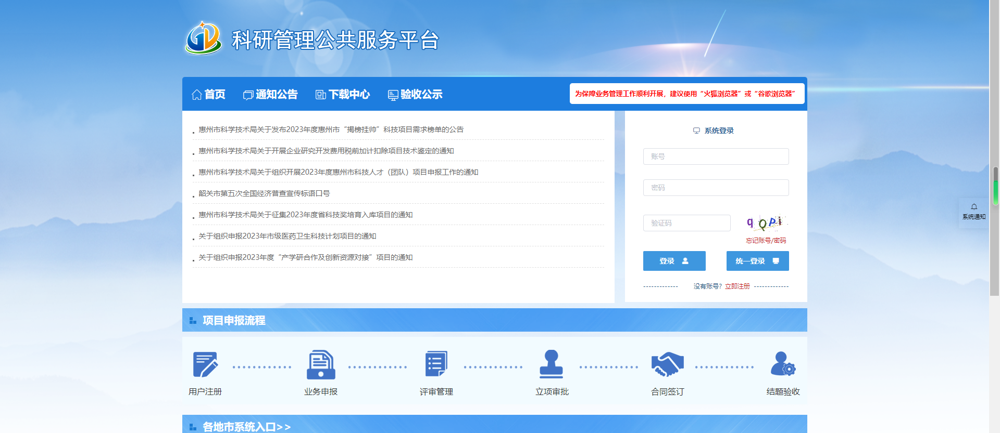 科研管理公共服务平台
首页 通知公告 下载中心 验收公示
为保障业务管理工作顺利开展，建议使用“火狐浏览器”或“谷歌浏览器”
惠州市科学技术局关于发布2023年度惠州市“揭榜挂帅”科技项目需求榜单的公告
惠州市科学技术局关于开展企业研究开发费用税前加计扣除项目技术鉴定的通知
惠州市科学技术局关于组织开展2023年度惠州市科技人才（团队）项目申报工作的通知
韶关市第五次全国经济普查宣传标语口号
惠州市科学技术局关于征集2023年度省科技奖培育入库项目的通知
关于组织申报2023年市级医药卫生科技计划项目的通知
关于组织申报2023年度“产学研合作及创新资源对接”项目的通知
系统登录
账号
密码
验证码
qQPi
忘记账号/密码
登录 统一登录
没有账号？立即注册
系统通知
项目申报流程
用户注册 业务申报 评审管理 立项审批 合同签订 结题验收
各地市系统入口>>